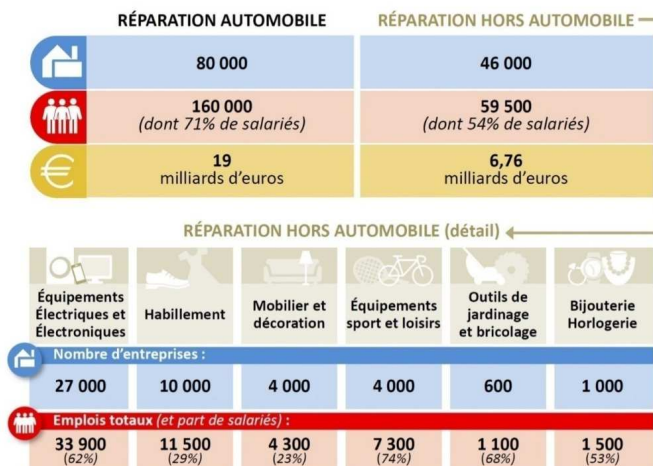 RÉPARATION AUTOMOBILE
RÉPARATION HORS AUTOMOBILE
80 000
46 000
160 000
59 500
(dont 71% de salariés)
(dont 54% de salariés)
€
19
6,76
milliards d'euros
milliards d'euros
RÉPARATION HORS AUTOMOBILE (détail)
Équipements
Électriques et
Électroniques
Habillement
Mobilier et
décoration
Équipements
sport et loisirs
Outils de
jardinage
et bricolage
Bijouterie
Horlogerie
Nombre d'entreprises :
27 000
10 000
4 000
4 000
600
1 000
Emplois totaux (et part de salariés) :
33 900
11 500
4 300
7 300
1 100
1 500
(62%)
(29%)
(23%)
(74%)
(68%)
(53%)